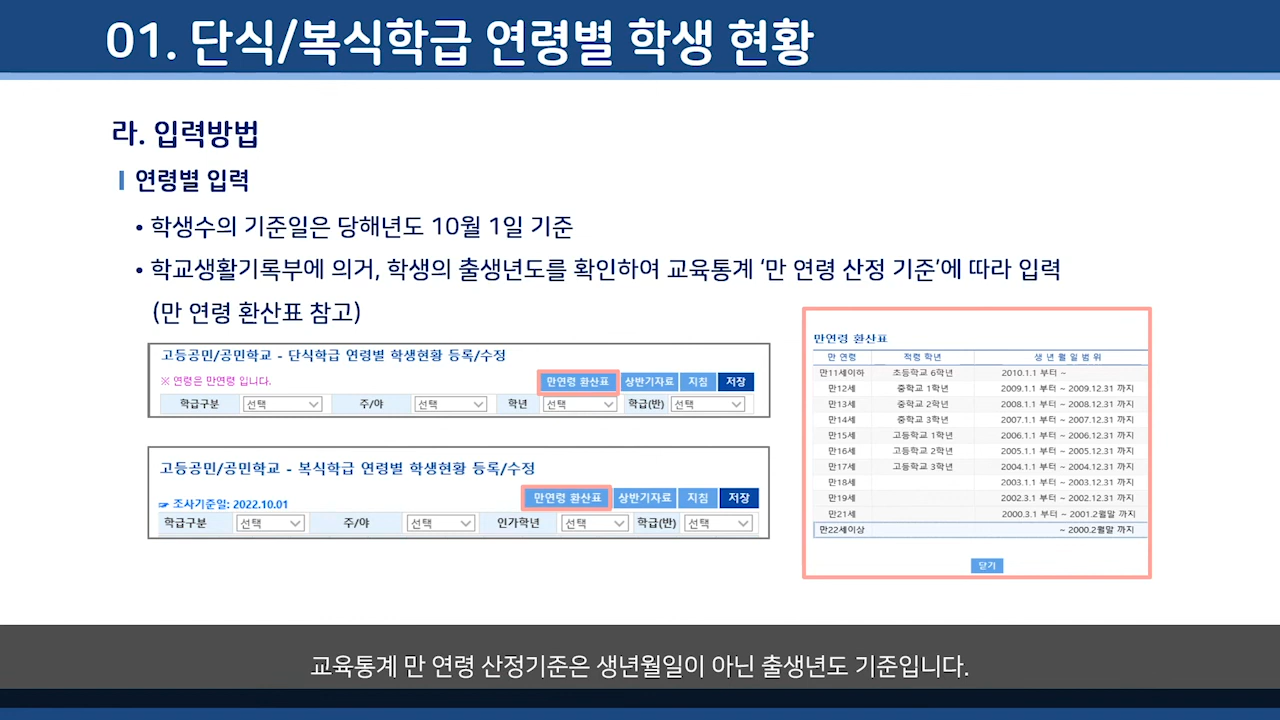 01. 단식/복식학급 연령별 학생 현황
라. 입력방법
연령별 입력
• 학생수의 기준일은 당해년도 10월 1일 기준
• 학교생활기록부에 의거, 학생의 출생년도를 확인하여 교육통계 ‘만 연령 산정 기준’에 따라 입력
(만 연령 환산표 참고)
고등공민/공민학교 - 단식학급 연령별 학생현황 등록/수정
※ 연령은 만연령 입니다.
만연령 환산표 상반기자료 지침 저장
학급구분 선택 주/야 선택 학년 선택 학급(반) 선택
고등공민/공민학교 - 복식학급 연령별 학생현황 등록/수정
☞ 조사기준일: 2022.10.01
만연령 환산표 상반기자료 지침 저장
학급구분 선택 주/야 선택 인가학년 선택 학급(반) 선택
만연령 환산표
만 연령 적령 학년 생 년 월 일 범 위
만11세이하 초등학교 6학년 2010.1.1 부터 ~
만12세 중학교 1학년 2009.1.1 부터 ~ 2009.12.31 까지
만13세 중학교 2학년 2008.1.1 부터 ~ 2008.12.31 까지
만14세 중학교 3학년 2007.1.1 부터 ~ 2007.12.31 까지
만15세 고등학교 1학년 2006.1.1 부터 ~ 2006.12.31 까지
만16세 고등학교 2학년 2005.1.1 부터 ~ 2005.12.31 까지
만17세 고등학교 3학년 2004.1.1 부터 ~ 2004.12.31 까지
만18세 2003.1.1 부터 ~ 2003.12.31 까지
만19세 2002.3.1 부터 ~ 2002.12.31 까지
만21세 2000.3.1 부터 ~ 2001.2월말 까지
만22세이상 ~ 2000.2월말 까지
닫기
교육통계 만 연령 산정기준은 생년월일이 아닌 출생년도 기준입니다.